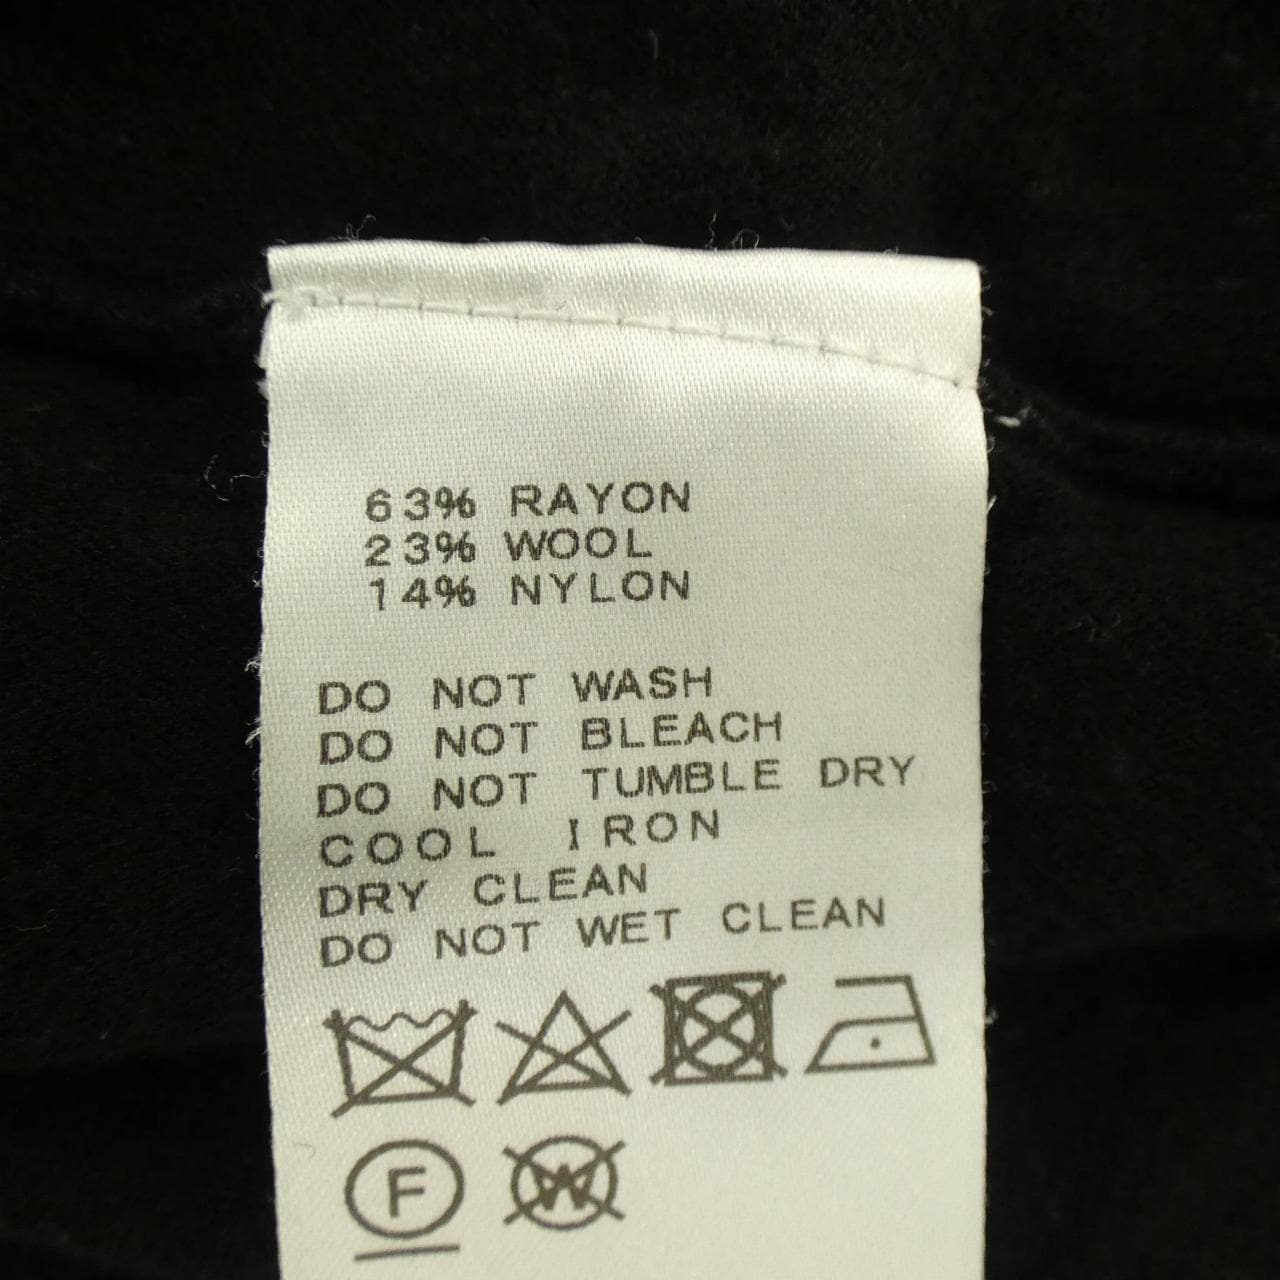 63% RAYON
23% WOOL
14% NYLON
DO NOT WASH
DO NOT BLEACH
DO NOT TUMBLE DRY
COOL IRON
DRY CLEAN
DO NOT WET CLEAN
F W